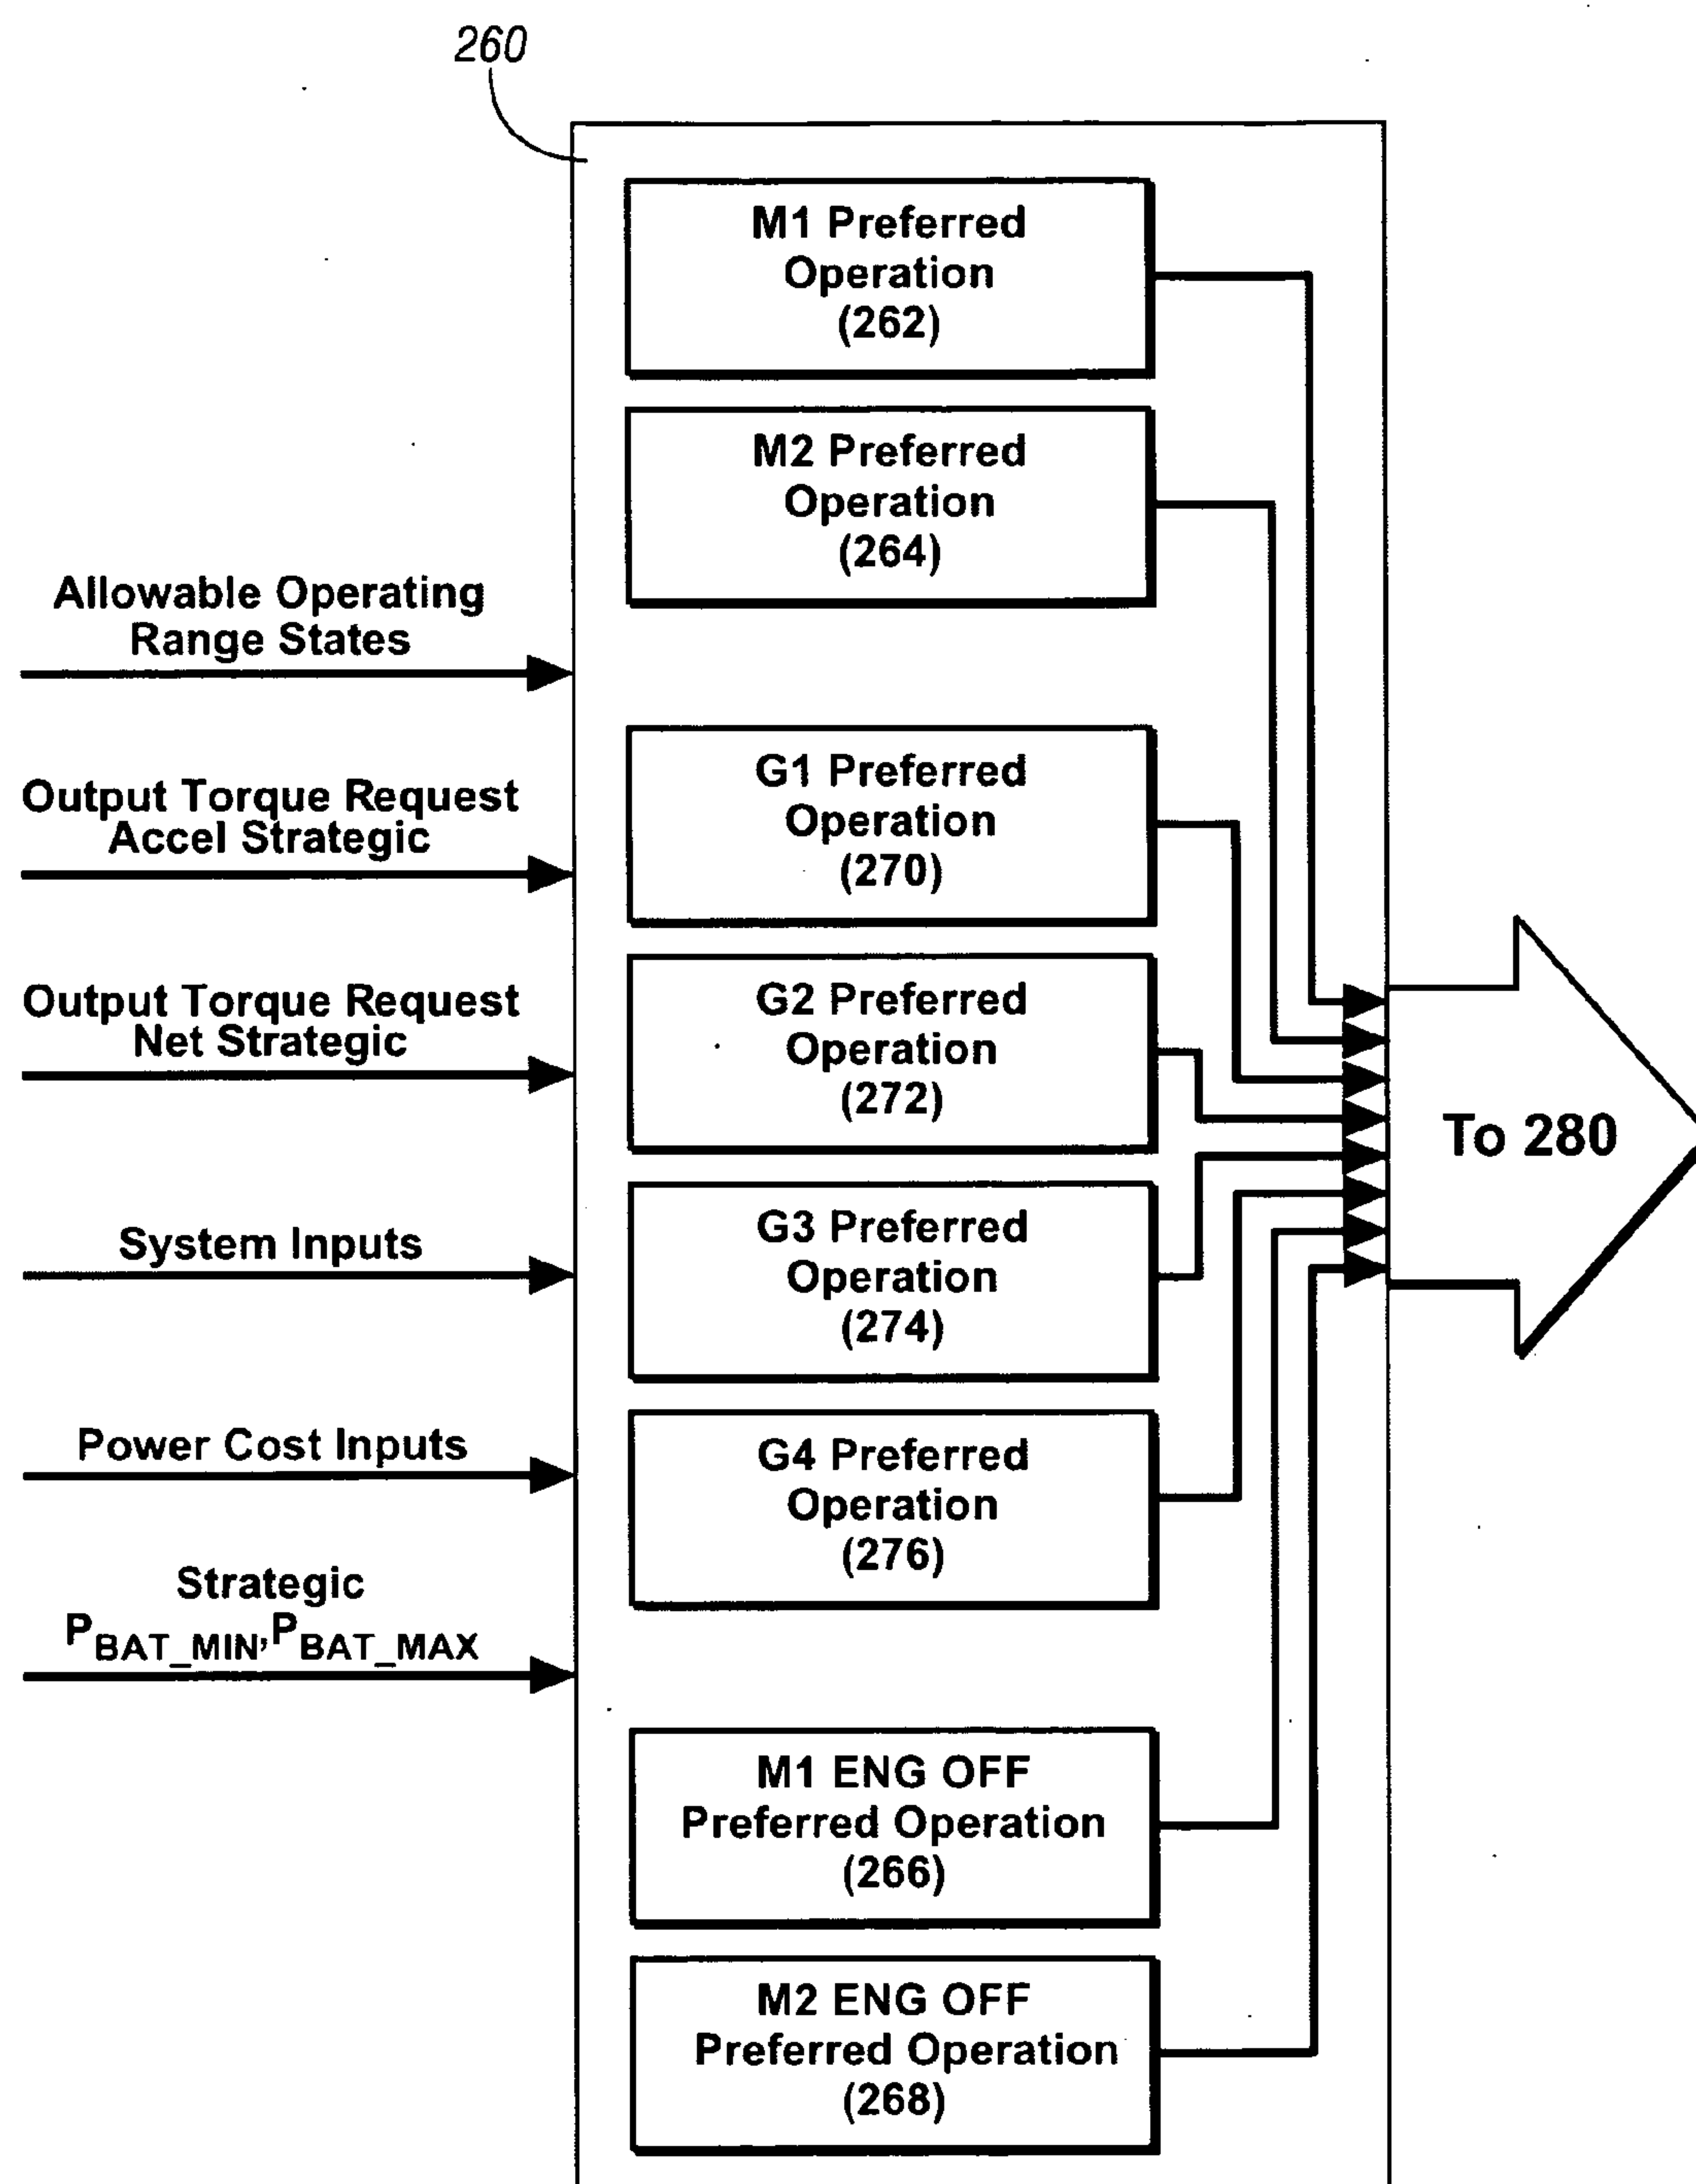 260
M1 Preferred
Operation
(262)
M2 Preferred
Operation
(264)
Allowable Operating
Range States
G1 Preferred
Operation
(270)
Output Torque Request
Accel Strategic
G2 Preferred
Operation
(272)
Output Torque Request
Net Strategic
To 280
G3 Preferred
Operation
(274)
System Inputs
G4 Preferred
Operation
(276)
Power Cost Inputs
Strategic
PBAT_MIN,PBAT_MAX
M1 ENG OFF
Preferred Operation
(266)
M2 ENG OFF
Preferred Operation
(268)